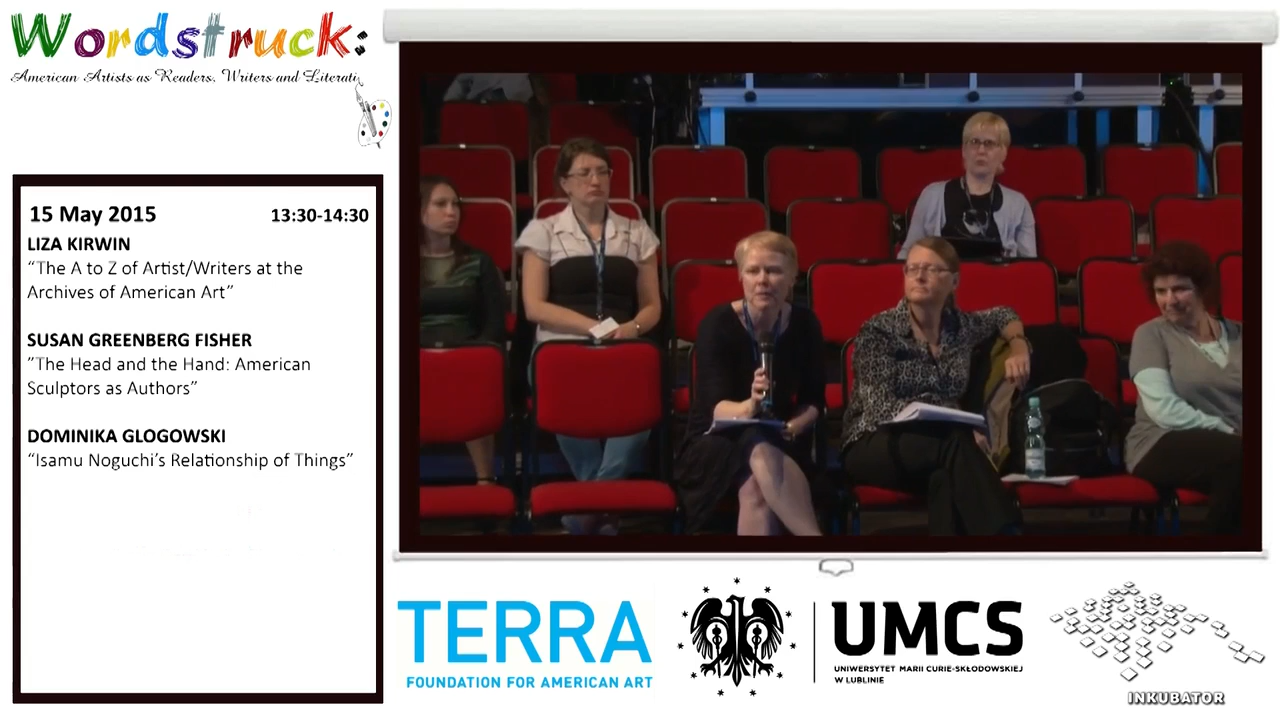 Wordstruck:
American Artists as Readers, Writers and Literati
15 May 2015 13:30-14:30
LIZA KIRWIN
“The A to Z of Artist/Writers at the
Archives of American Art”
SUSAN GREENBERG FISHER
”The Head and the Hand: American
Sculptors as Authors”
DOMINIKA GLOGOWSKI
“Isamu Noguchi’s Relationship of Things”
TERRA
FOUNDATION FOR AMERICAN ART
UMCS
UNIWERSYTET MARII CURIE-SKŁODOWSKIEJ
W LUBLINIE
INKUBATOR